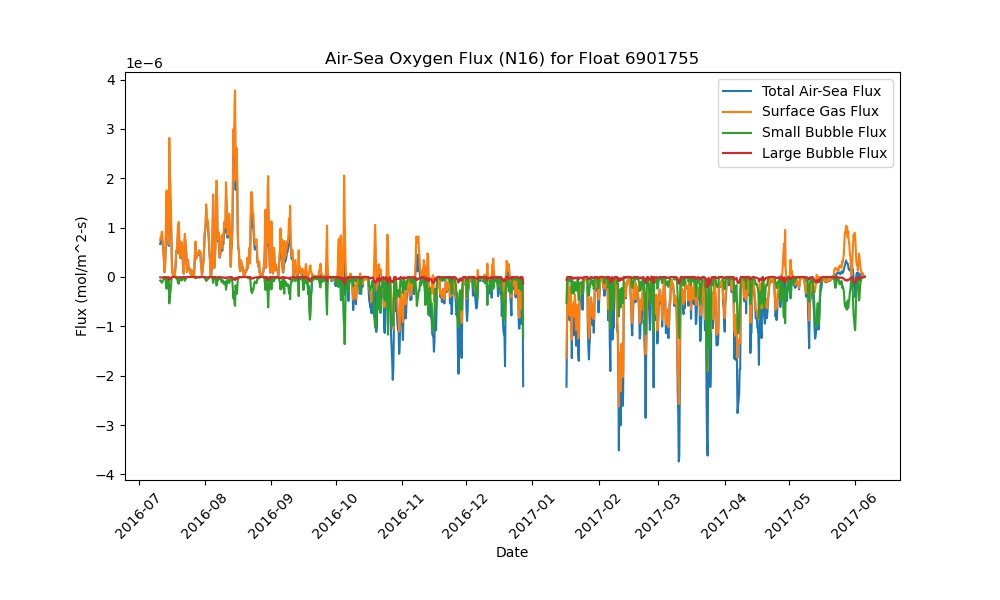 Air-Sea Oxygen Flux (N16) for Float 6901755
1e−6
Total Air-Sea Flux
Surface Gas Flux
Small Bubble Flux
Large Bubble Flux
4
3
2
1
0
−1
−2
−3
−4
Flux (mol/m^2-s)
2016-07
2016-08
2016-09
2016-10
2016-11
2016-12
2017-01
2017-02
2017-03
2017-04
2017-05
2017-06
Date